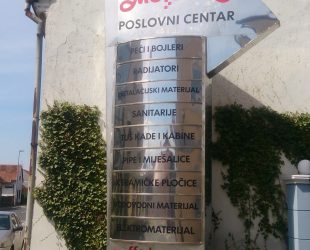 POSLOVNI CENTAR
PEĆI I BOJLERI
RADIJATORI
INSTALACIJSKI MATERIJAL
SANITARIJE
TUŠ KADE I KABINE
PIPE I MIJEŠALICE
KERAMIČKE PLOČICE
VODOVODNI MATERIJAL
ELEKTROMATERIJAL